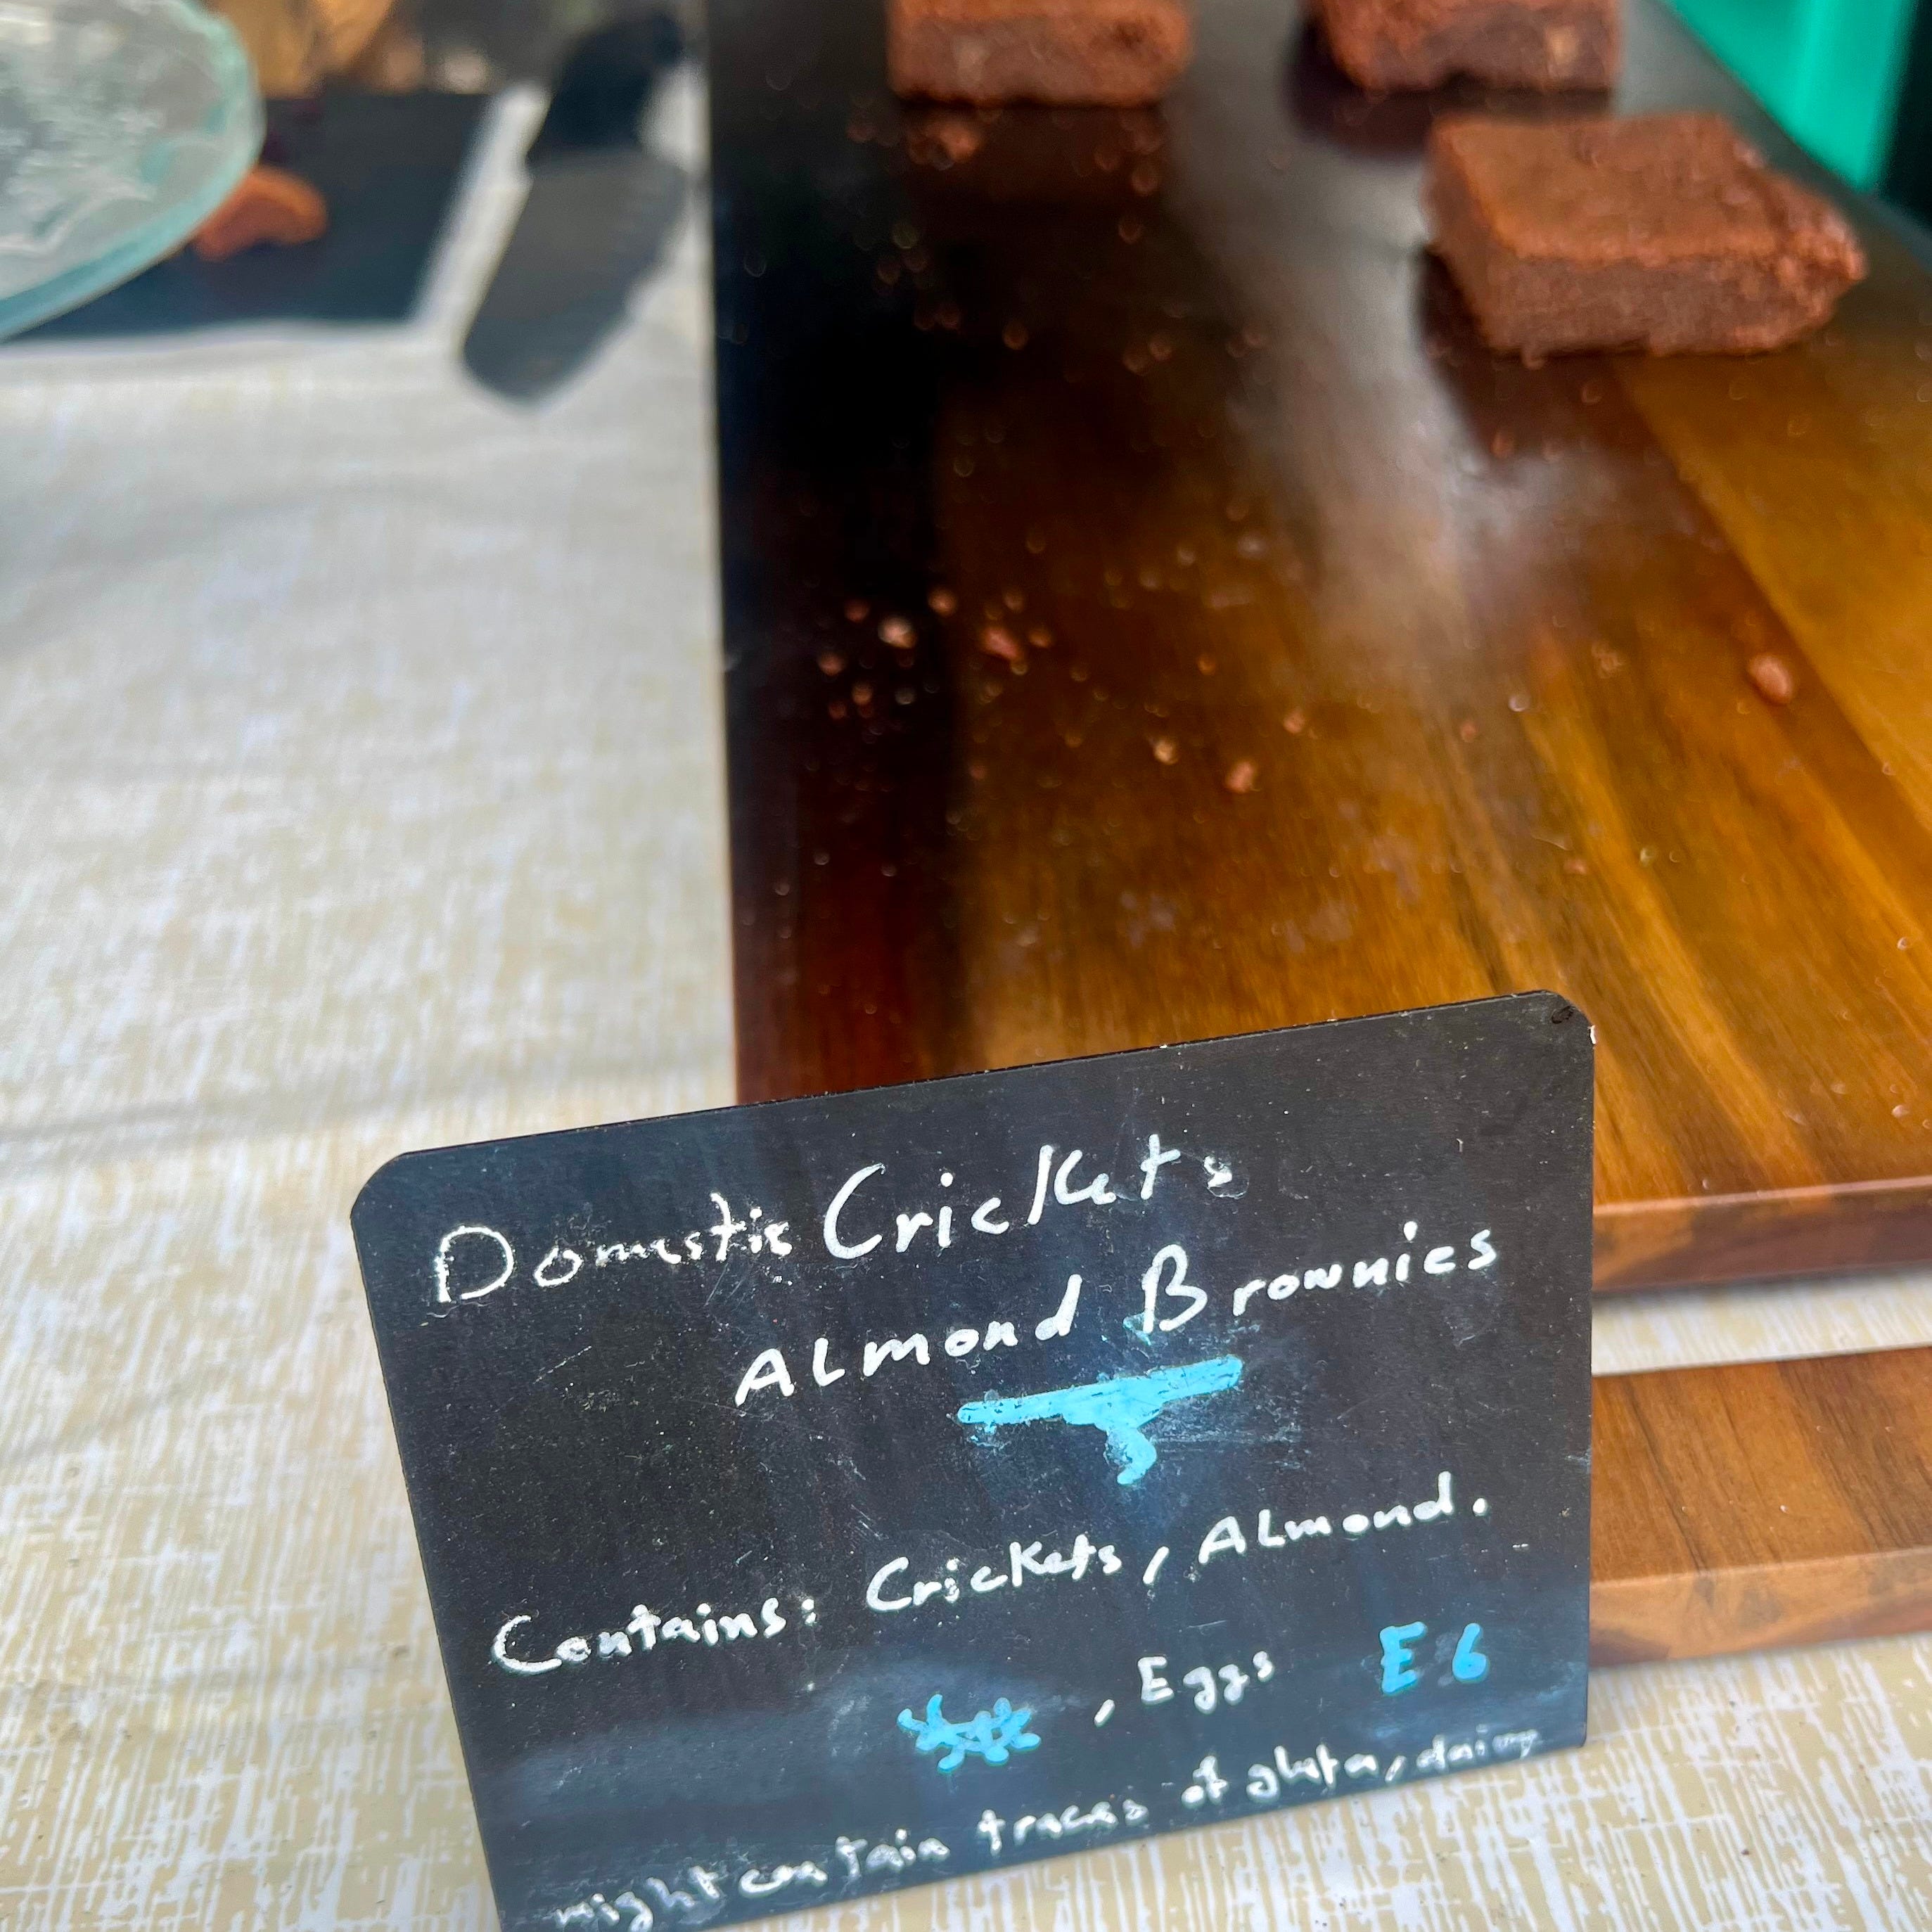 Domestic Crickets
Almond Brownies
Contains: Crickets, Almond.
, Eggs E6
might contain traces of gluten, dairy